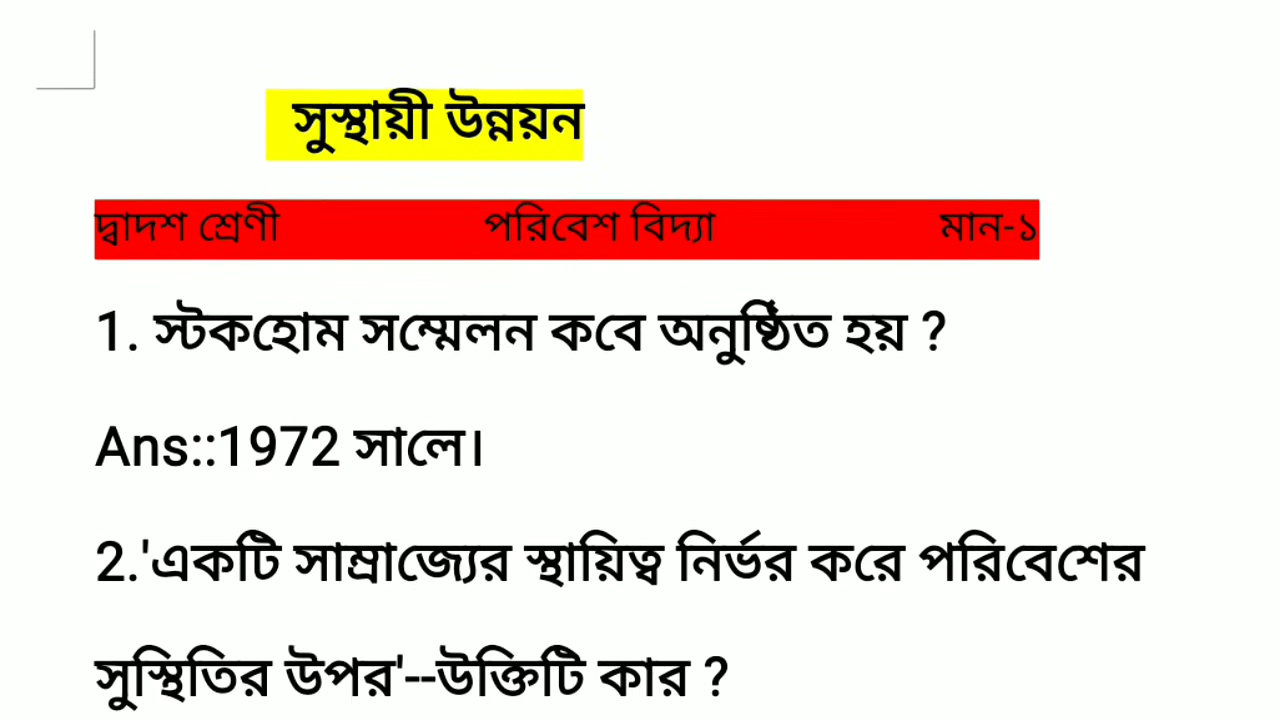 সুস্থায়ী উন্নয়ন
দ্বাদশ শ্রেণী পরিবেশ বিদ্যা মান-১
1. স্টকহোম সম্মেলন কবে অনুষ্ঠিত হয় ?
Ans::1972 সালে।
2.'একটি সাম্রাজ্যের স্থায়িত্ব নির্ভর করে পরিবেশের
সুস্থিতির উপর'--উক্তিটি কার ?